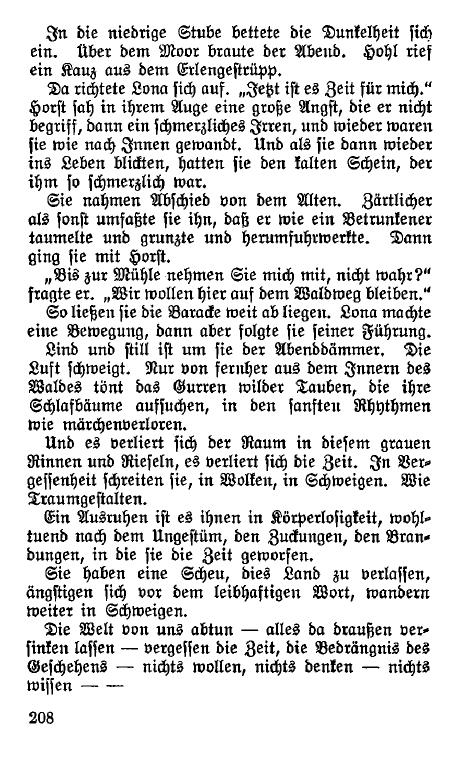 In die niedrige Stube bettete die Dunkelheit sich
ein. Über dem Moor braute der Abend. Hohl rief
ein Kauz aus dem Erlengestrüpp.
Da richtete Lona sich auf. „Jetzt ist es Zeit für mich.“
Horst sah in ihrem Auge eine große Angst, die er nicht
begriff, dann ein schmerzliches Irren, und wieder waren
sie wie nach Innen gewandt. Und als sie dann wieder
ins Leben blickten, hatten sie den kalten Schein, der
ihm so schmerzlich war.
Sie nahmen Abschied von dem Alten. Zärtlicher
als sonst umfaßte sie ihn, daß er wie ein Betrunkener
taumelte und grunzte und herumfuhrwerkte. Dann
ging sie mit Horst.
„Bis zur Mühle nehmen Sie mich mit, nicht wahr?“
fragte er. „Wir wollen hier auf dem Waldweg bleiben.“
So ließen sie die Baracke weit ab liegen. Lona machte
eine Bewegung, dann aber folgte sie seiner Führung.
Lind und still ist um sie der Abenddämmer. Die
Luft schweigt. Nur von fernher aus dem Innern des
Waldes tönt das Gurren wilder Tauben, die ihre
Schlafbäume aufsuchen, in den sanften Rhythmen
wie märchenverloren.
Und es verliert sich der Raum in diesem grauen
Rinnen und Rieseln, es verliert sich die Zeit. In Ver-
gessenheit schreiten sie, in Wolken, in Schweigen. Wie
Traumgestalten.
Ein Ausruhen ist es ihnen in Körperlosigkeit, wohl-
tuend nach dem Ungestüm, den Zuckungen, den Bran-
dungen, in die sie die Zeit geworfen.
Sie haben eine Scheu, dies Land zu verlassen,
ängstigen sich vor dem leibhaftigen Wort, wandern
weiter in Schweigen.
Die Welt von uns abtun — alles da draußen ver-
sinken lassen — vergessen die Zeit, die Bedrängnis des
Geschehens — nichts wollen, nichts denken — nichts
wissen — —
208